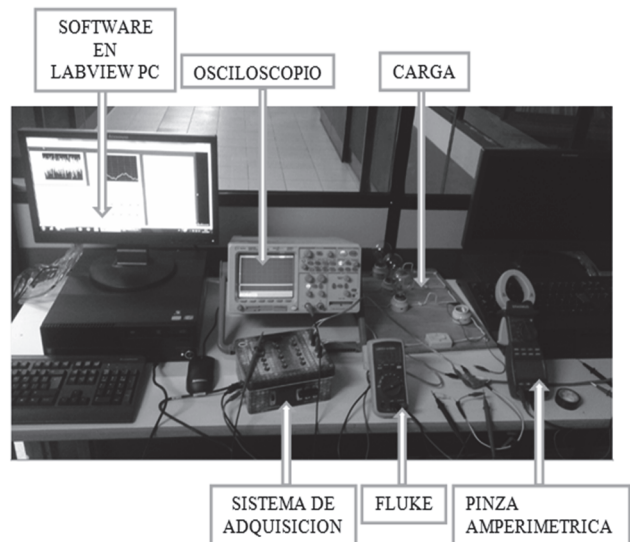 SOFTWARE
EN
LABVIEW PC
OSCILOSCOPIO
CARGA
SISTEMA DE
ADQUISICION
FLUKE
PINZA
AMPERIMETRICA